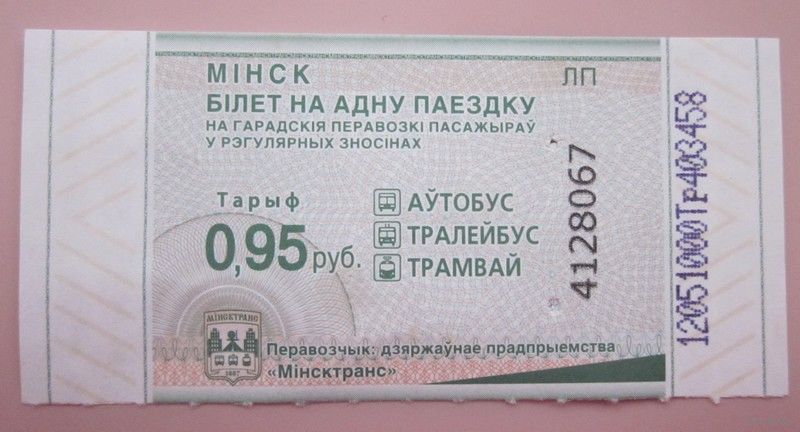 МІНСК
ЛП
БІЛЕТ НА АДНУ ПАЕЗДКУ
НА ГАРАДСКІЯ ПЕРАВОЗКІ ПАСАЖЫРАЎ
У РЭГУЛЯРНЫХ ЗНОСІНАХ
Тарыф
0,95 руб.
АЎТОБУС
ТРАЛЕЙБУС
ТРАМВАЙ
4128067
12051000Тр403458
МІНСКТРАНС
Перавозчык: дзяржаўнае прадпрыемства
«Мінсктранс»